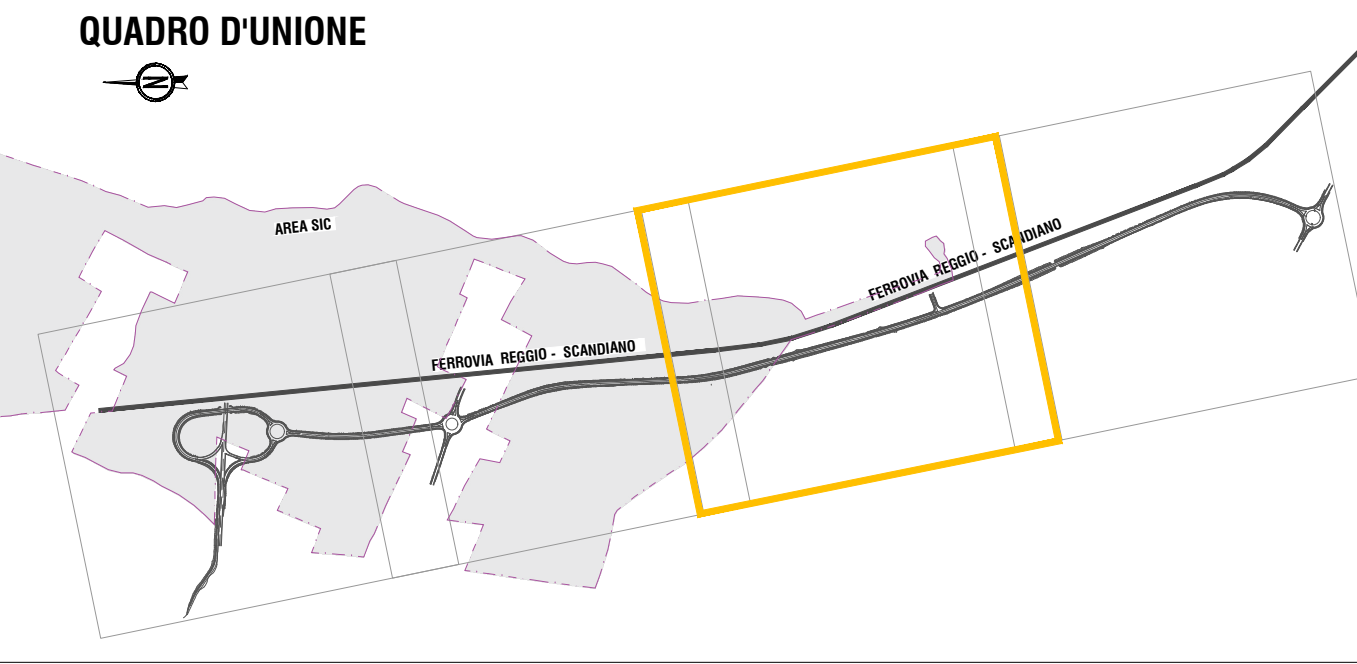 QUADRO D'UNIONE
N
AREA SIC
FERROVIA REGGIO - SCANDIANO
FERROVIA REGGIO - SCANDIANO